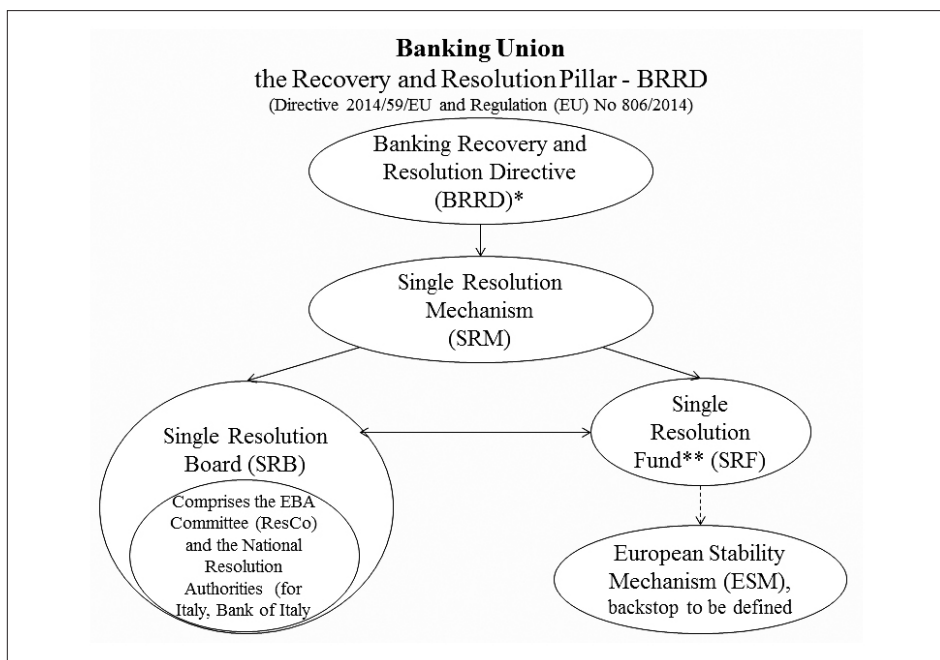 Banking Union
the Recovery and Resolution Pillar - BRRD
(Directive 2014/59/EU and Regulation (EU) No 806/2014)
Banking Recovery and
Resolution Directive
(BRRD)*
Single Resolution
Mechanism
(SRM)
Single Resolution
Board (SRB)
Comprises the EBA
Committee (ResCo)
and the National
Resolution
Authorities (for
Italy, Bank of Italy
Single
Resolution
Fund** (SRF)
European Stability
Mechanism (ESM),
backstop to be defined